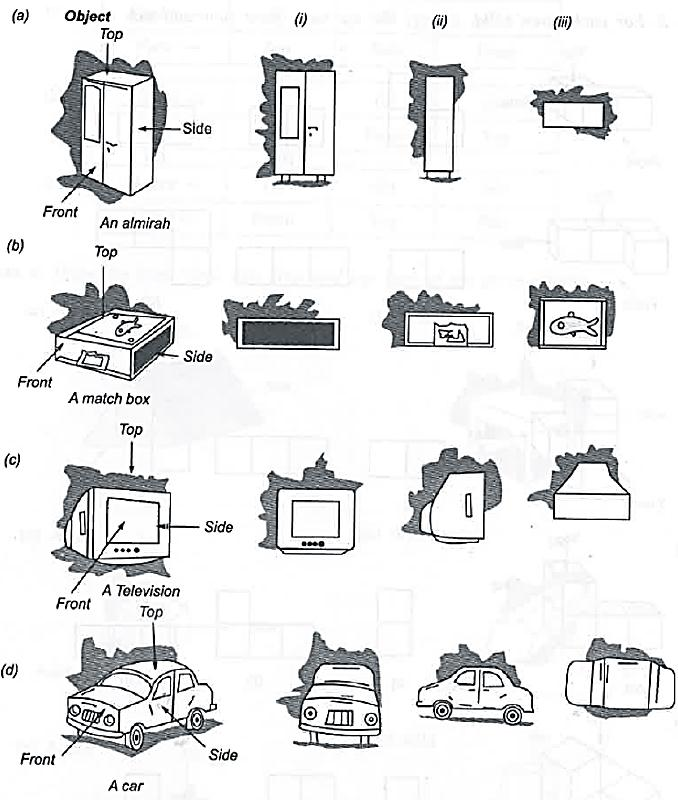 (a) Object (i) (ii) (iii)
Top
Side
Front
An almirah
(b)
Top
Side
Front
A match box
Top
(c)
Side
A Television
Front
Top
(d)
Front
Side
A car